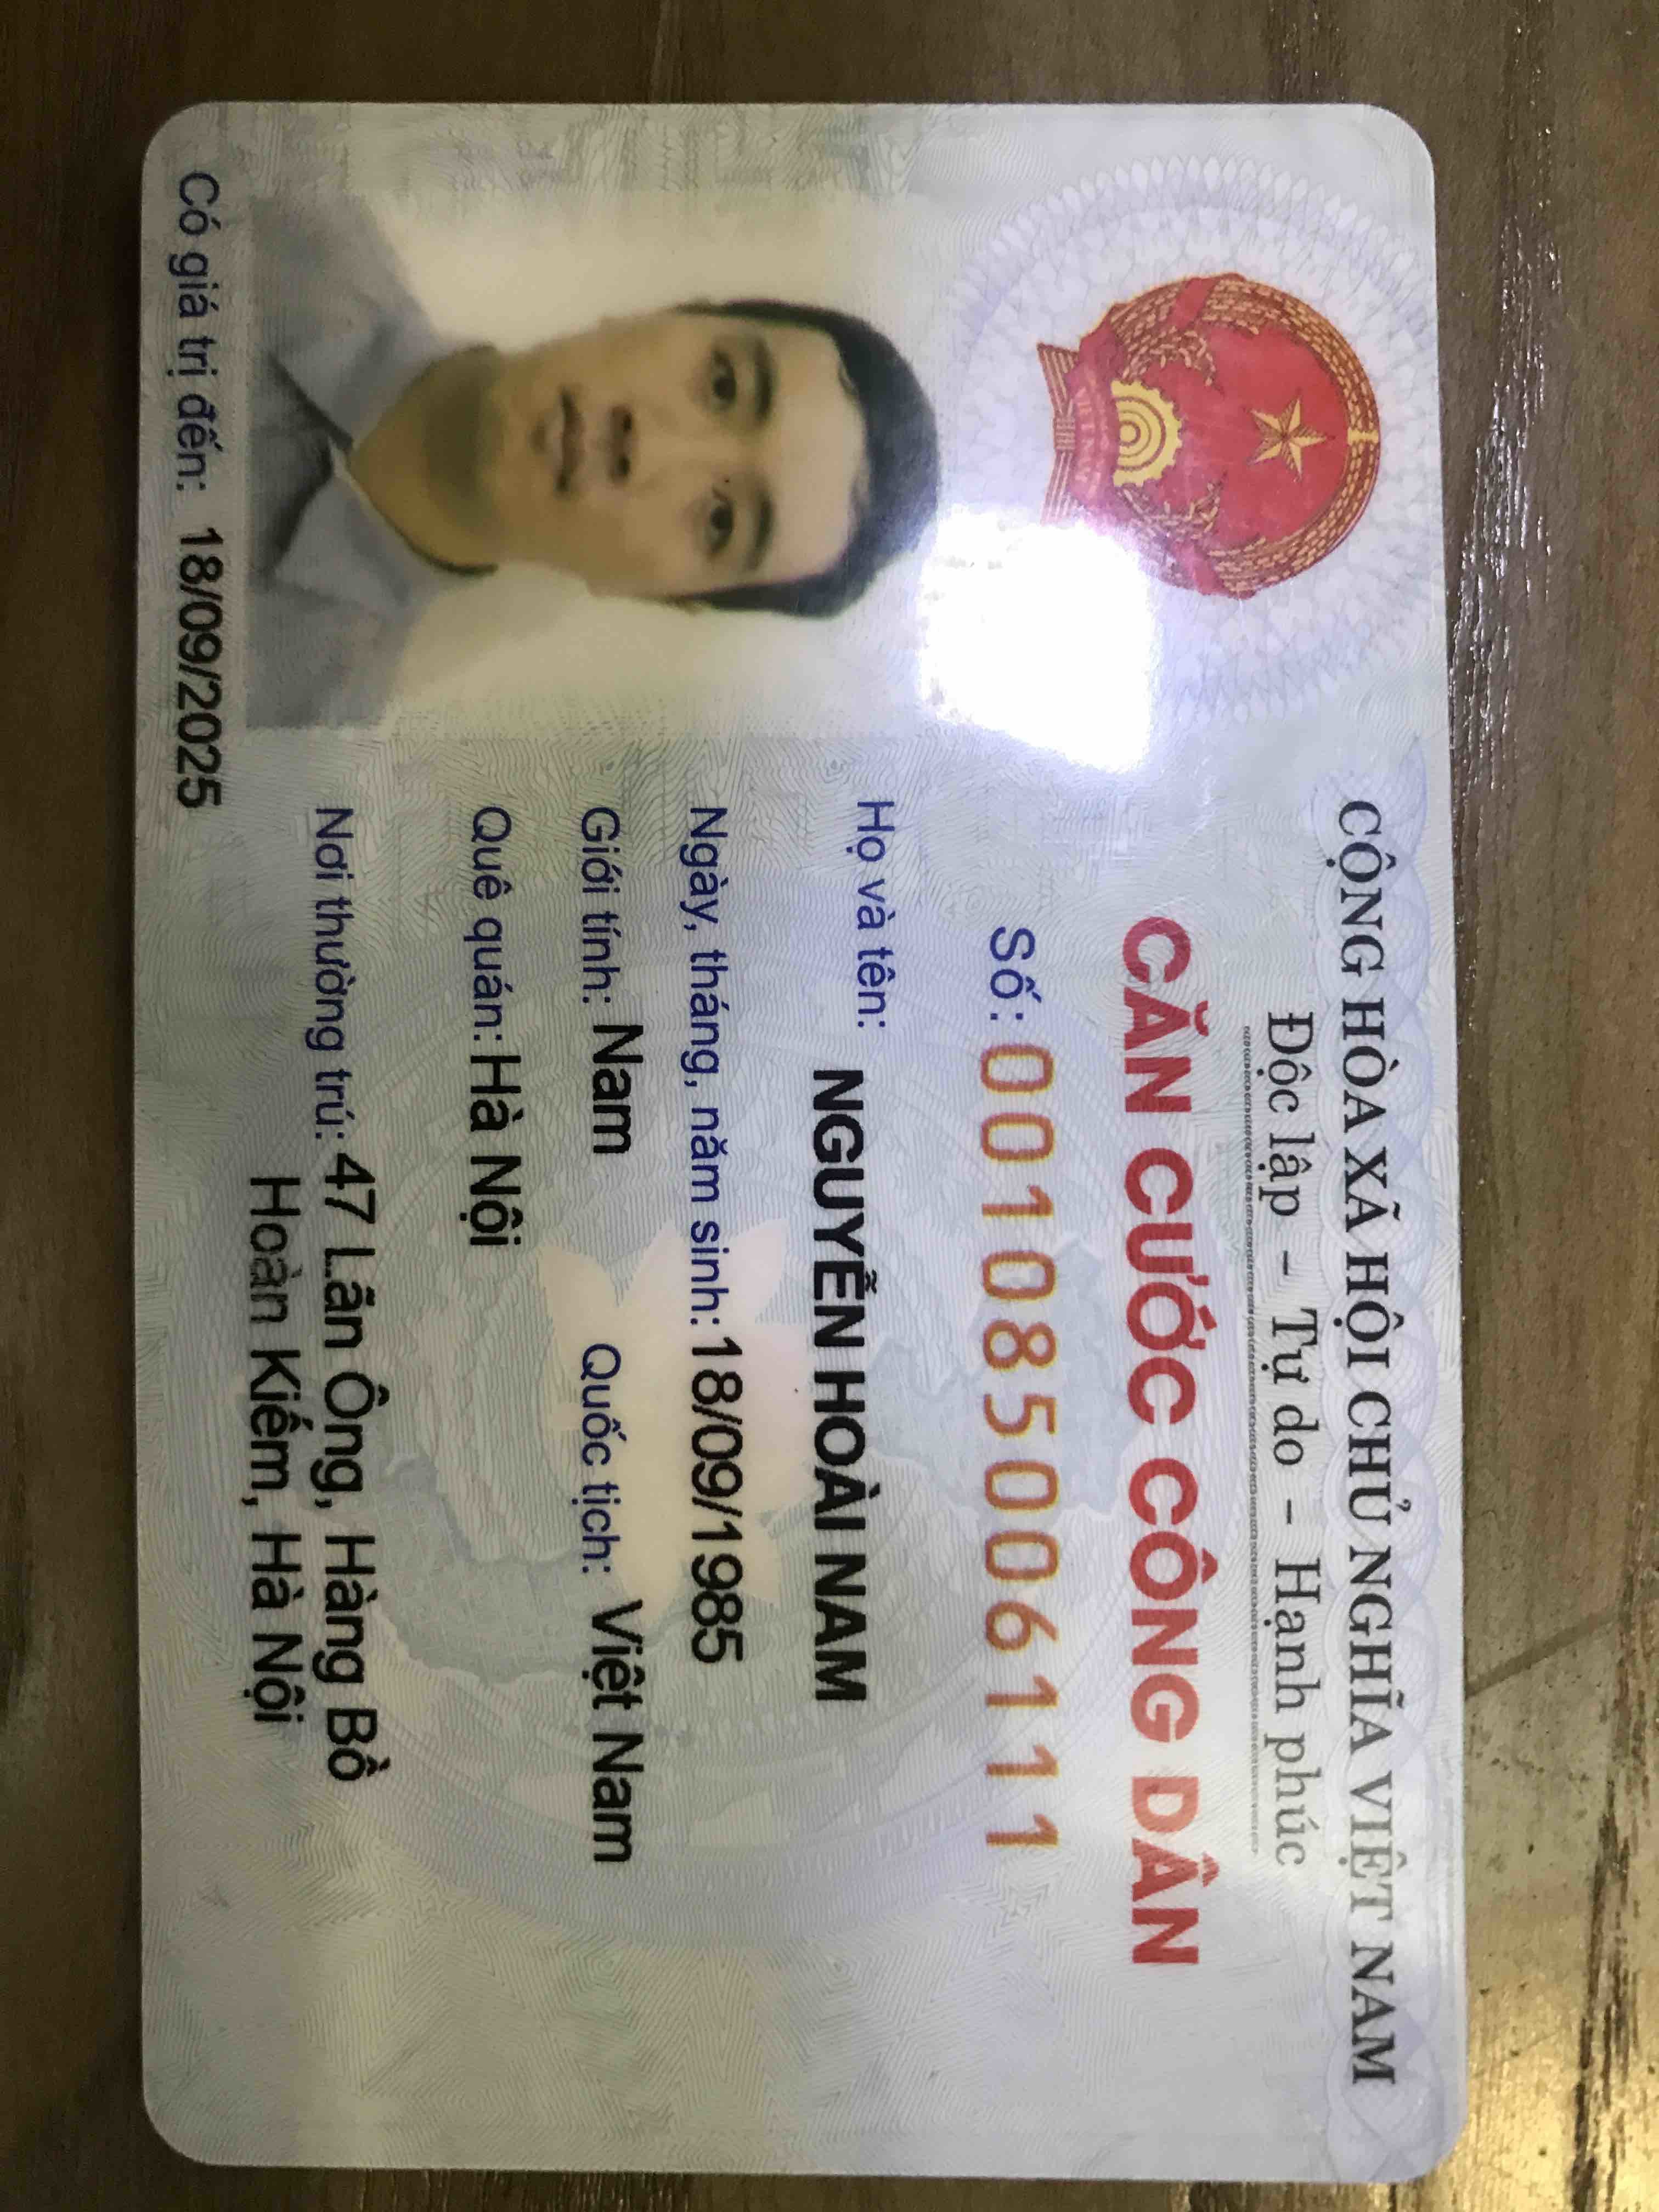 CỘNG HÒA XÃ HỘI CHỦ NGHĨA VIỆT NAM
Độc lập - Tự do - Hạnh phúc
CĂN CƯỚC CÔNG DÂN
Số: 001085006111
Họ và tên: NGUYỄN HOÀI NAM
Ngày, tháng, năm sinh: 18/09/1985
Giới tính: Nam Quốc tịch: Việt Nam
Quê quán: Hà Nội
Nơi thường trú: 47 Lãn Ông, Hàng Bồ
Hoàn Kiếm, Hà Nội
Có giá trị đến: 18/09/2025
VIỆT NAM